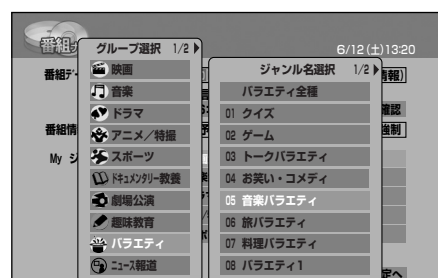 番組
6/12(土)13:20
グループ選択 1/2
映画
音楽
ドラマ
アニメ/特撮
スポーツ
ドキュメンタリー教養
劇場公演
趣味教育
バラエティ
ニュース報道
ジャンル名選択 1/2
バラエティ全種
01 クイズ
02 ゲーム
03 トークバラエティ
04 お笑い・コメディ
05 音楽バラエティ
06 旅バラエティ
07 料理バラエティ
08 バラエティ1
番組デー
情報)
確認
番組情
強制
My ジ
定へ